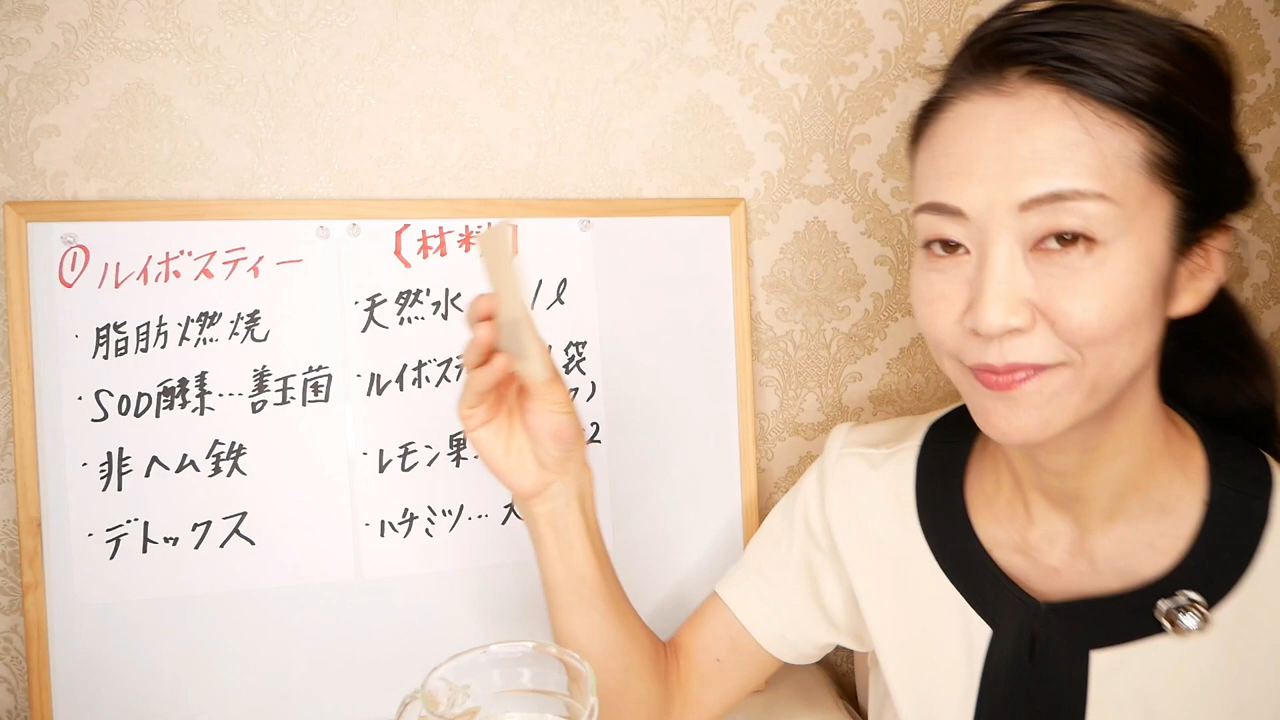 ① ルイボスティー
・脂肪燃焼
・SOD酵素…善玉菌
・非ヘム鉄
・デトックス
【材料】
・天然水 1ℓ
・ルイボステ 袋
・レモン果 2
・ハチミツ…大